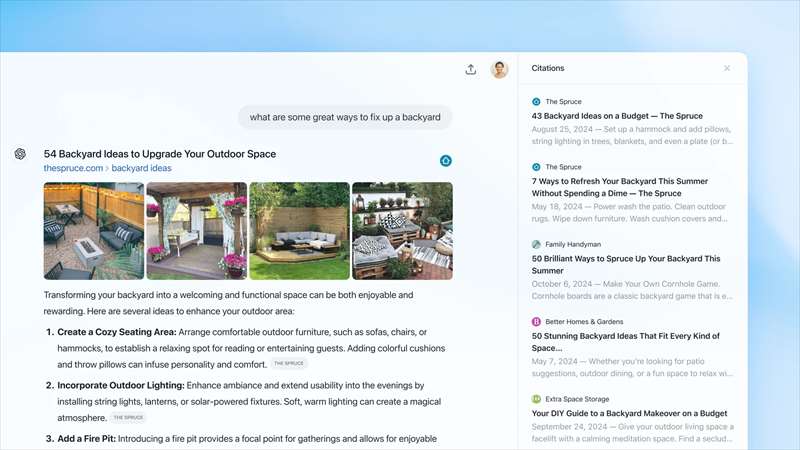 Citations
what are some great ways to fix up a backyard
54 Backyard Ideas to Upgrade Your Outdoor Space
thespruce.com > backyard ideas
Transforming your backyard into a welcoming and functional space can be both enjoyable and
rewarding. Here are several ideas to enhance your outdoor area:
1. Create a Cozy Seating Area: Arrange comfortable outdoor furniture, such as sofas, chairs, or
hammocks, to establish a relaxing spot for reading or entertaining guests. Adding colorful cushions
and throw pillows can infuse personality and comfort. THE SPRUCE
2. Incorporate Outdoor Lighting: Enhance ambiance and extend usability into the evenings by
installing string lights, lanterns, or solar-powered fixtures. Soft, warm lighting can create a magical
atmosphere. THE SPRUCE
3. Add a Fire Pit: Introducing a fire pit provides a focal point for gatherings and allows for enjoyable
The Spruce
43 Backyard Ideas on a Budget — The Spruce
August 25, 2024 — Set up a hammock and add pillows,
string lighting in trees, blankets, and even a plate (or b...
The Spruce
7 Ways to Refresh Your Backyard This Summer
Without Spending a Dime — The Spruce
May 18, 2024 — Power wash the patio. Clean outdoor
rugs. Wipe down furniture. Wash cushion covers and...
Family Handyman
50 Brilliant Ways to Spruce Up Your Backyard This
Summer
October 6, 2024 — Make Your Own Cornhole Game.
Cornhole boards are a classic backyard game that is e...
Better Homes & Gardens
50 Stunning Backyard Ideas That Fit Every Kind of
Space...
May 7, 2024 — Whether you're looking for patio
suggestions, outdoor dining, or a fun space to relax wi...
Extra Space Storage
Your DIY Guide to a Backyard Makeover on a Budget
September 24, 2024 — Give your outdoor living space a
facelift with a calming meditation space. Find a seclud...